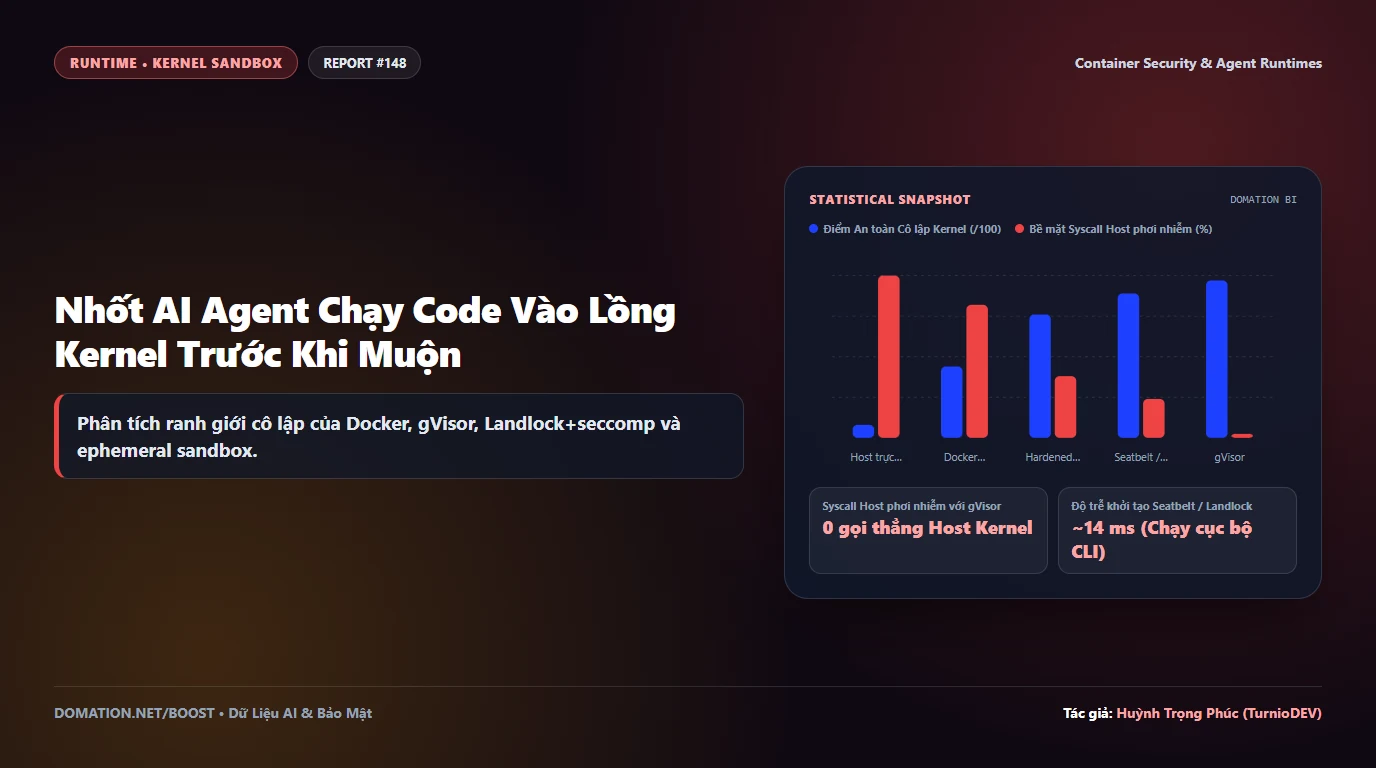 RUNTIME • KERNEL SANDBOX
REPORT #148
Container Security & Agent Runtimes
Nhốt AI Agent Chạy Code Vào Lồng
Kernel Trước Khi Muộn
Phân tích ranh giới cô lập của Docker, gVisor, Landlock+seccomp và
ephemeral sandbox.
STATISTICAL SNAPSHOT
DOMATION BI
Điểm An toàn Cô lập Kernel (/100)
Bề mặt Syscall Host phơi nhiễm (%)
Host trực...
Docker...
Hardened...
Seatbelt /...
gVisor
Syscall Host phơi nhiễm với gVisor
0 gọi thẳng Host Kernel
Độ trễ khởi tạo Seatbelt / Landlock
~14 ms (Chạy cục bộ
CLI)
DOMATION.NET/BOOST • Dữ Liệu AI & Bảo Mật
Tác giả: Huỳnh Trọng Phúc (TurnioDEV)